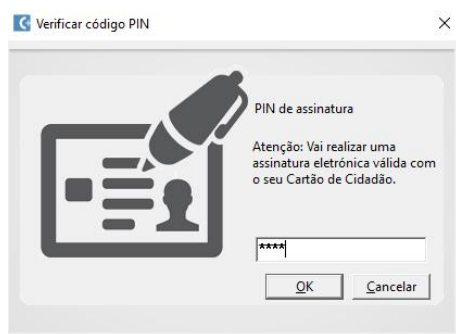 Verificar código PIN
PIN de assinatura
Atenção: Vai realizar uma
assinatura eletrónica válida com
o seu Cartão de Cidadão.
****
OK
Cancelar